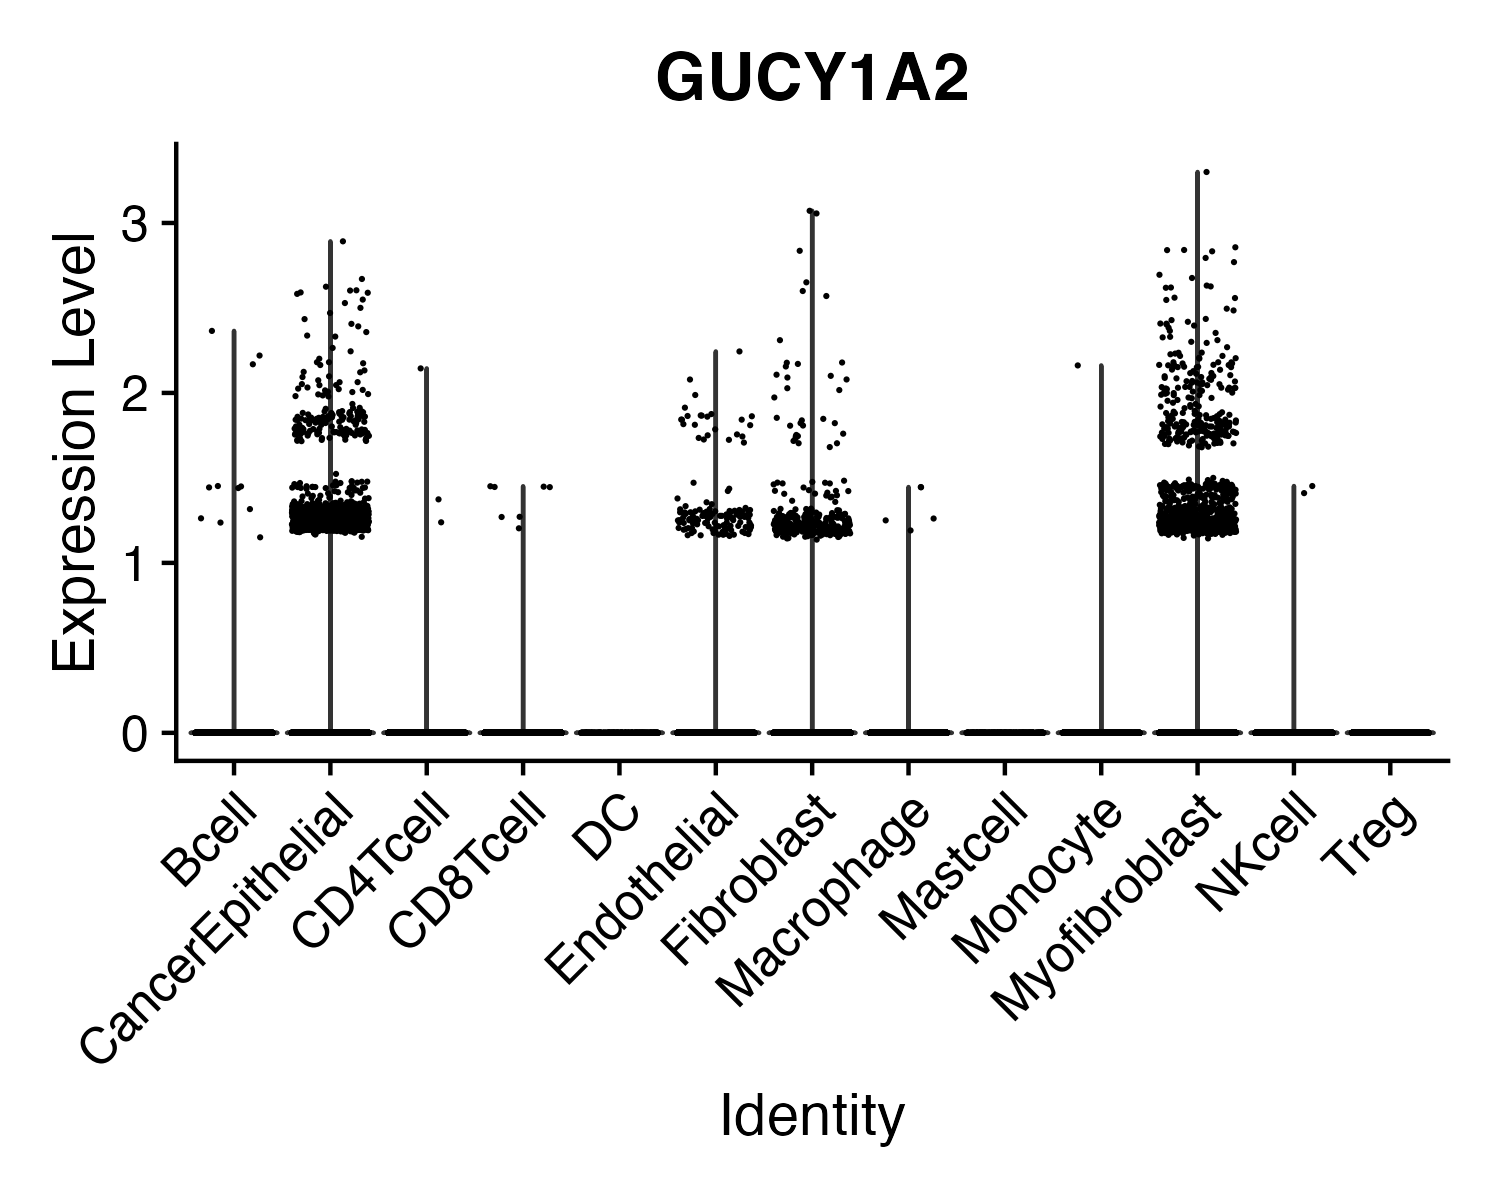 GUCY1A2
Expression Level
3
2
1
0
Bcell
CancerEpithelial
CD4Tcell
CD8Tcell
DC
Endothelial
Fibroblast
Macrophage
Mastcell
Monocyte
Myofibroblast
NKcell
Treg
Identity